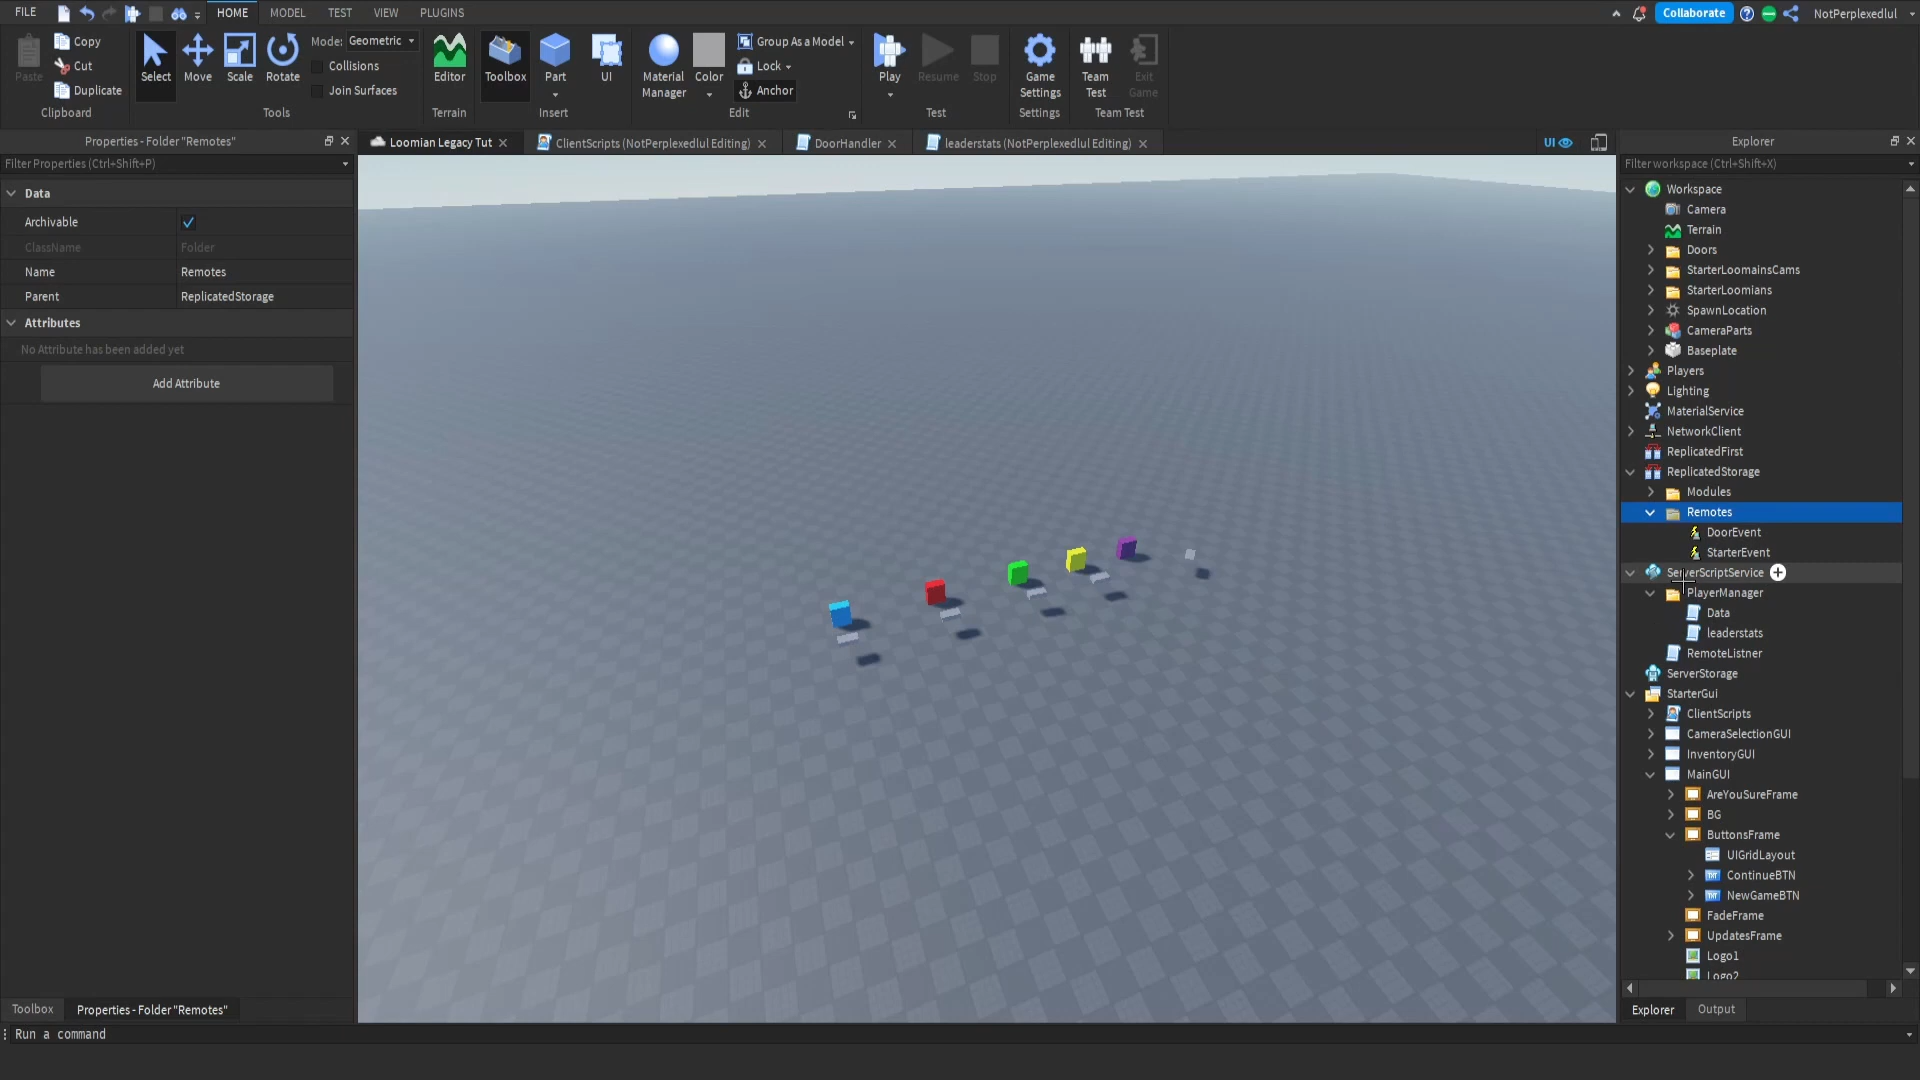 FILE HOME MODEL TEST VIEW PLUGINS Collaborate NotPerplexedlul
Paste Copy Cut Duplicate Clipboard
Select Move Scale Rotate Mode: Geometric Collisions Join Surfaces Tools
Editor Terrain
Toolbox Part UI Insert
Material Manager Color Group As a Model Lock Anchor Edit
Play Resume Stop Test
Game Settings Settings
Team Test Exit Game Team Test
Properties - Folder "Remotes"
Filter Properties (Ctrl+Shift+P)
Data
Archivable
ClassName Folder
Name Remotes
Parent ReplicatedStorage
Attributes
No Attribute has been added yet
Add Attribute
Toolbox Properties - Folder "Remotes"
Run a command
Loomian Legacy Tut ClientScripts (NotPerplexedlul Editing) DoorHandler leaderstats (NotPerplexedlul Editing) UI
Explorer
Filter workspace (Ctrl+Shift+X)
Workspace
Camera
Terrain
Doors
StarterLoomainsCams
StarterLoomians
SpawnLocation
CameraParts
Baseplate
Players
Lighting
MaterialService
NetworkClient
ReplicatedFirst
ReplicatedStorage
Modules
Remotes
DoorEvent
StarterEvent
ServerScriptService
PlayerManager
Data
leaderstats
RemoteListner
ServerStorage
StarterGui
ClientScripts
CameraSelectionGUI
InventoryGUI
MainGUI
AreYouSureFrame
BG
ButtonsFrame
UIGridLayout
ContinueBTN
NewGameBTN
FadeFrame
UpdatesFrame
Logo1
Logo2
Explorer Output